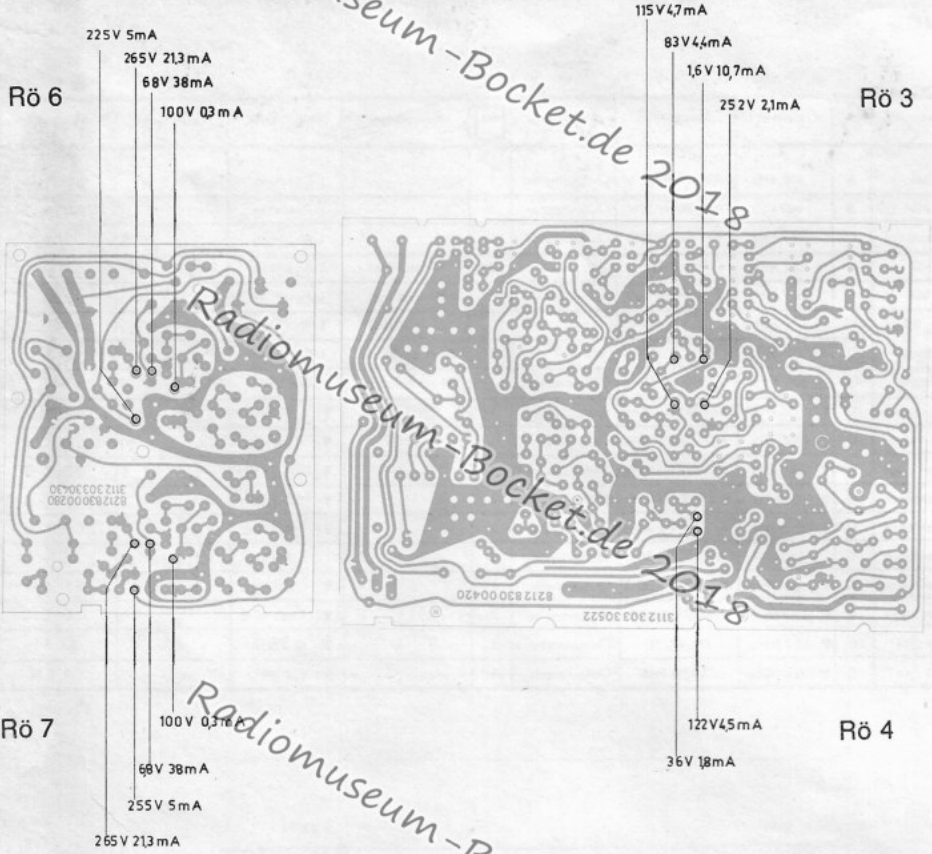 115V 4,7mA
225V 5mA
83V 4,4mA
265V 21,3mA
1,6V 10,7mA
68V 38mA
Rö 6
100V 0,3mA
252V 2,1mA
Rö 3
Radiomuseum-Bocket.de 2018
Radiomuseum-Bocket.de 2018
8212 830 00280
3112 303 30430
8212 830 00420
3112 303 30522
Rö 7
100V 0,3mA
122V 4,5mA
Rö 4
68V 38mA
36V 1,8mA
255V 5mA
265V 21,3mA
Radiomuseum-B